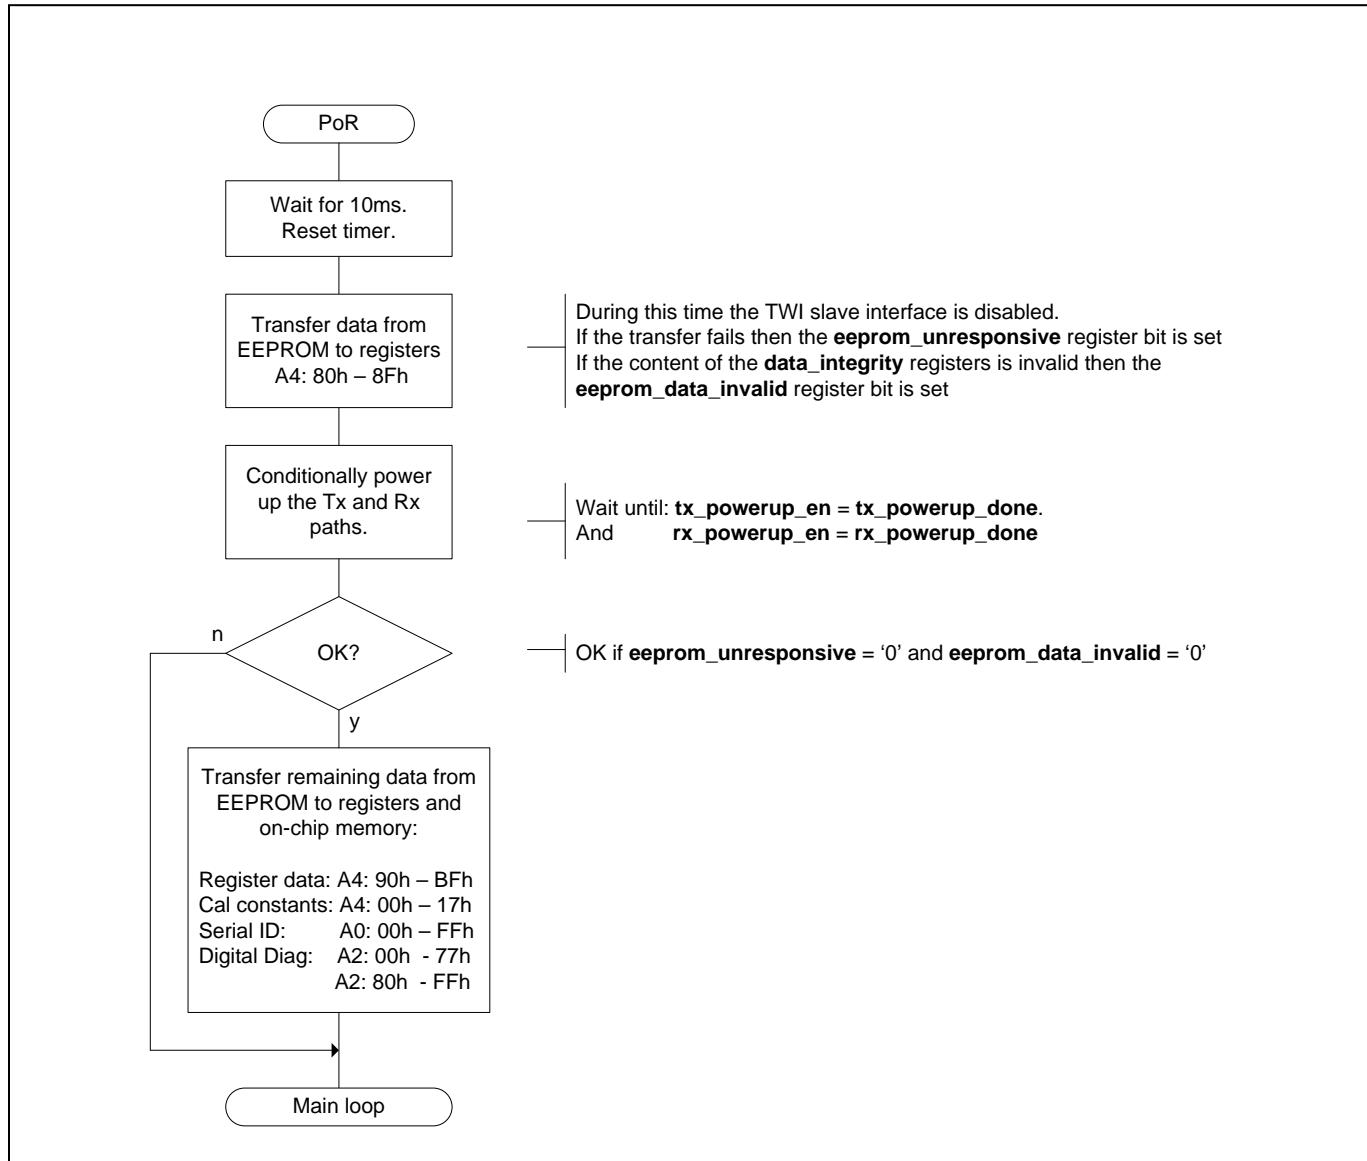 PoR
Wait for 10ms.
Reset timer.
Transfer data from
EEPROM to registers
A4: 80h – 8Fh
During this time the TWI slave interface is disabled.
If the transfer fails then the eeprom_unresponsive register bit is set
If the content of the data_integrity registers is invalid then the
eeprom_data_invalid register bit is set
Conditionally power
up the Tx and Rx
paths.
Wait until: tx_powerup_en = tx_powerup_done.
And rx_powerup_en = rx_powerup_done
n
OK?
OK if eeprom_unresponsive = ‘0’ and eeprom_data_invalid = ‘0’
y
Transfer remaining data from
EEPROM to registers and
on-chip memory:
Register data: A4: 90h – BFh
Cal constants: A4: 00h – 17h
Serial ID: A0: 00h – FFh
Digital Diag: A2: 00h - 77h
A2: 80h - FFh
Main loop